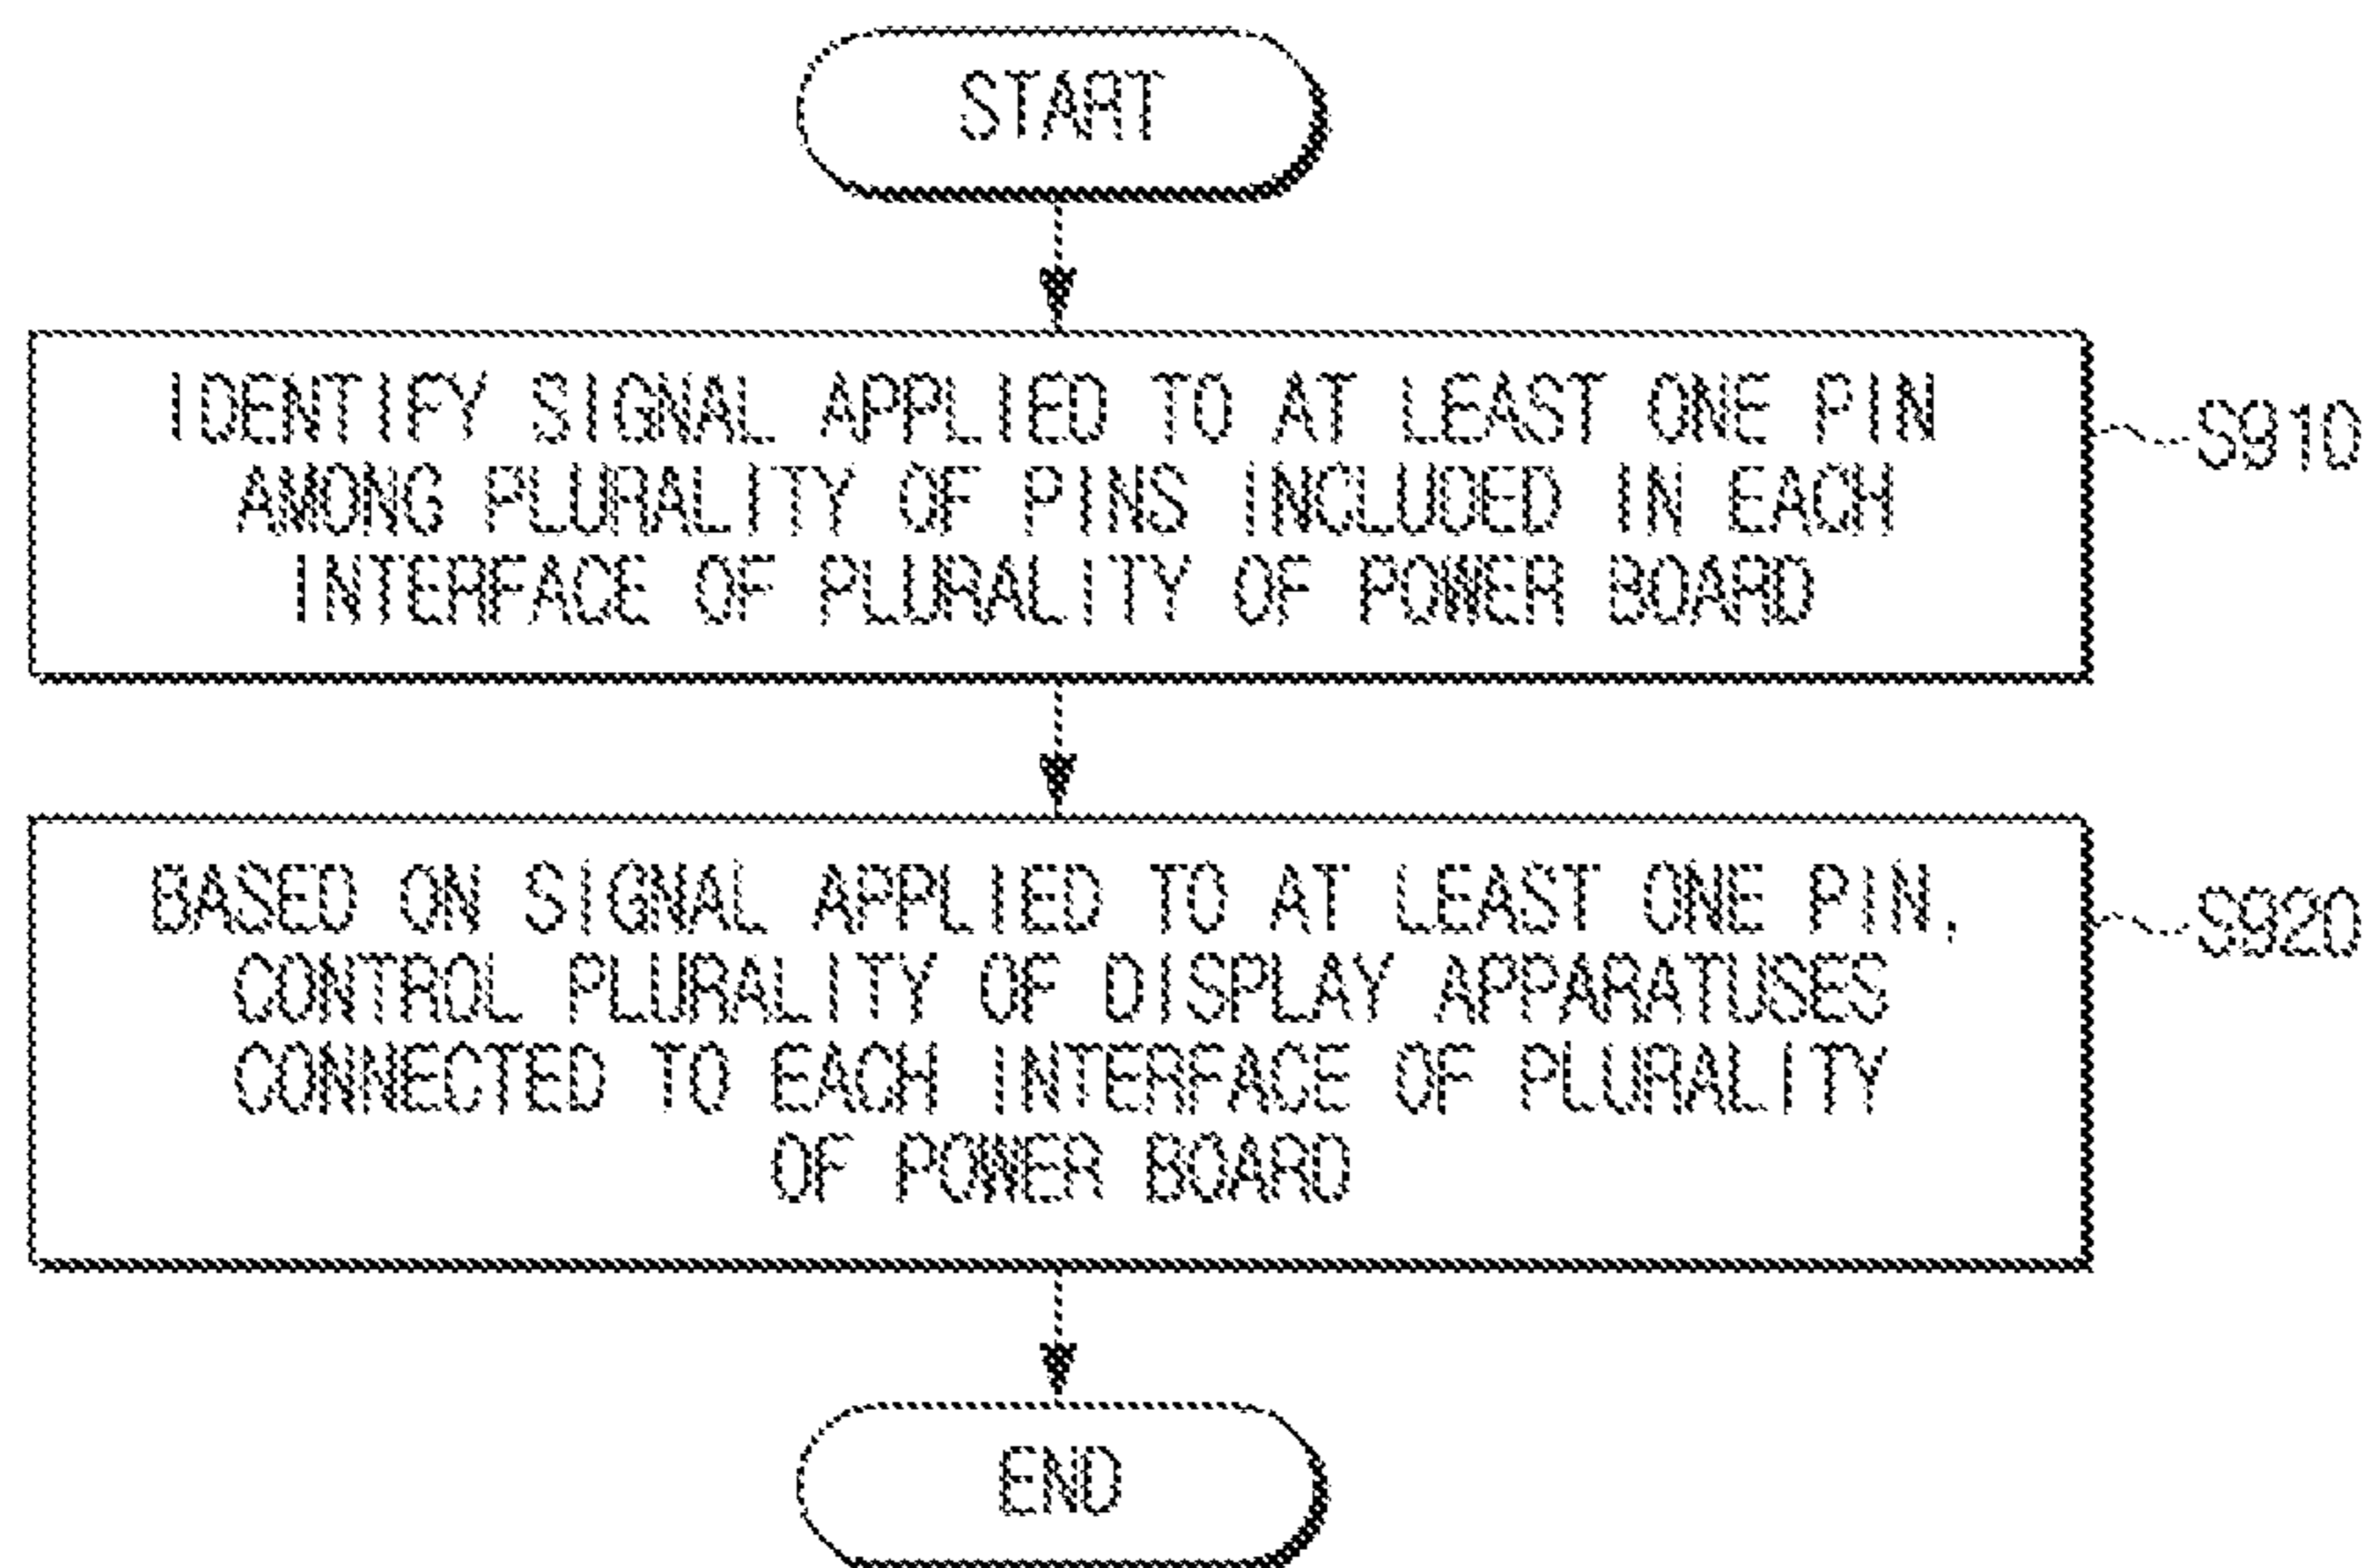 START
IDENTIFY SIGNAL APPLIED TO AT LEAST ONE PIN
AMONG PLURALITY OF PINS INCLUDED IN EACH
INTERFACE OF PLURALITY OF POWER BOARD
S910
BASED ON SIGNAL APPLIED TO AT LEAST ONE PIN,
CONTROL PLURALITY OF DISPLAY APPARATUSES
CONNECTED TO EACH INTERFACE OF PLURALITY
OF POWER BOARD
S920
END